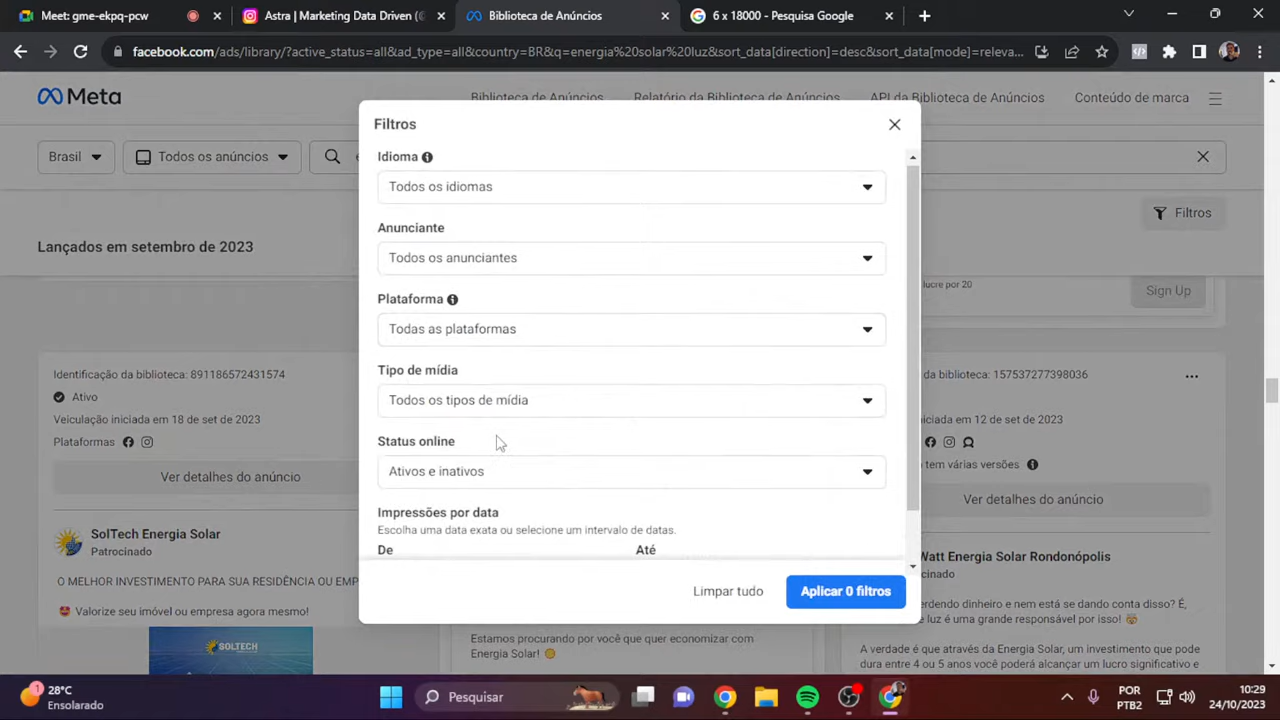 Meet: gme-ekpq-pcw
Astra | Marketing Data Driven (
Biblioteca de Anúncios
6 x 18000 - Pesquisa Google
facebook.com/ads/library/?active_status=all&ad_type=all&country=BR&q=energia%20solar%20luz&sort_data[direction]=desc&sort_data[mode]=releva...
Meta
Biblioteca de Anúncios
Relatório da Biblioteca de Anúncios
API da Biblioteca de Anúncios
Conteúdo de marca
Brasil
Todos os anúncios
Filtros
Lançados em setembro de 2023
Filtros
Idioma
Todos os idiomas
Anunciante
Todos os anunciantes
Plataforma
Todas as plataformas
Tipo de mídia
Todos os tipos de mídia
Status online
Ativos e inativos
Impressões por data
Escolha uma data exata ou selecione um intervalo de datas.
De
Até
Limpar tudo
Aplicar 0 filtros
lucre por 20
Sign Up
Identificação da biblioteca: 891186572431574
Ativo
Veiculação iniciada em 18 de set de 2023
Plataformas
Ver detalhes do anúncio
SolTech Energia Solar
Patrocinado
O MELHOR INVESTIMENTO PARA SUA RESIDÊNCIA OU EMP
Valorize seu imóvel ou empresa agora mesmo!
SOLTECH
ENERGIA SOLAR
Estamos procurando por você que quer economizar com
Energia Solar!
da biblioteca: 157537277398036
iniciada em 12 de set de 2023
tem várias versões
Ver detalhes do anúncio
Watt Energia Solar Rondonópolis
cinado
erdendo dinheiro e nem está se dando conta disso? É,
luz é uma grande responsável por isso!
A verdade é que através da Energia Solar, um investimento que pode
dura entre 4 ou 5 anos você poderá alcançar um lucro significativo e
28°C
Ensolarado
1
Pesquisar
POR
PTB2
10:29
24/10/2023